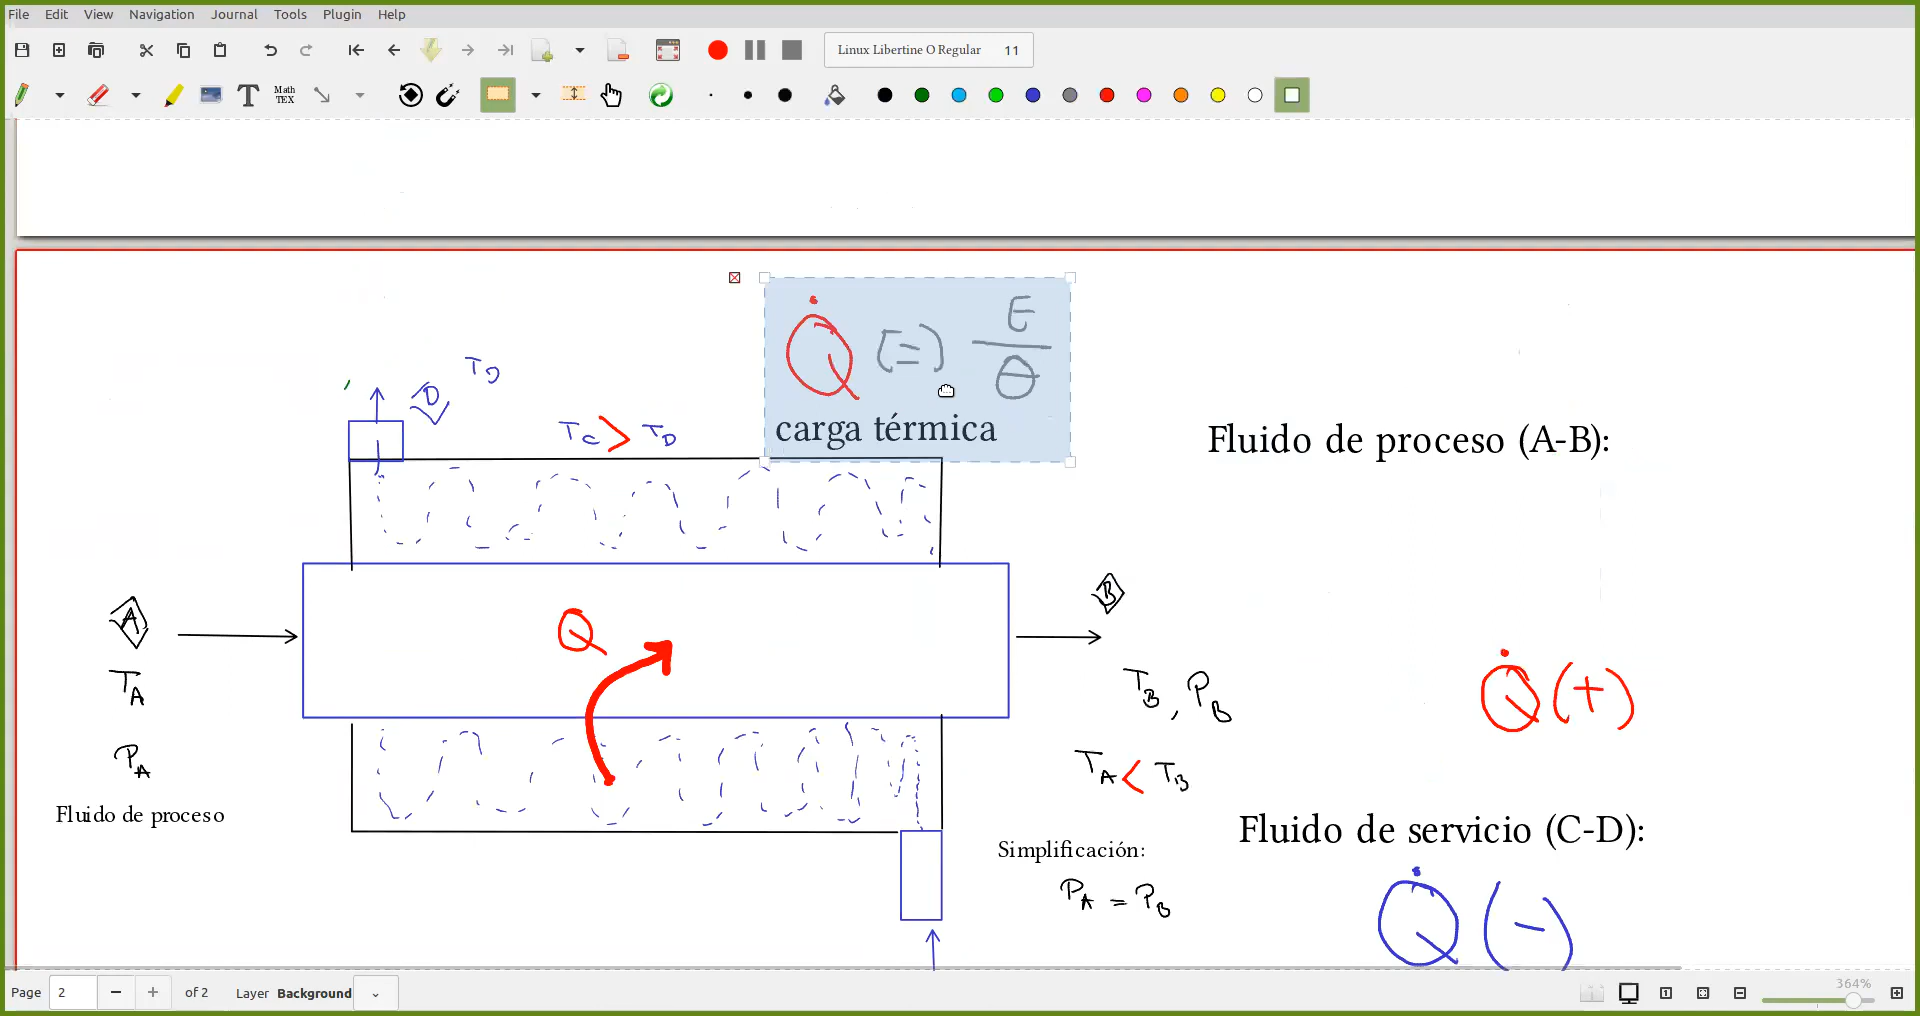 File Edit View Navigation Journal Tools Plugin Help
Linux Libertine O Regular 11
T Math TEX
Q̇ [=] E/θ
carga térmica
D T_D
T_C > T_D
Fluido de proceso (A-B):
A
T_A
P_A
Fluido de proceso
Q
B
T_B, P_B
T_A < T_B
Q̇ (+)
Simplificación:
P_A = P_B
Fluido de servicio (C-D):
Q̇ (-)
Page 2 of 2 Layer Background
364%